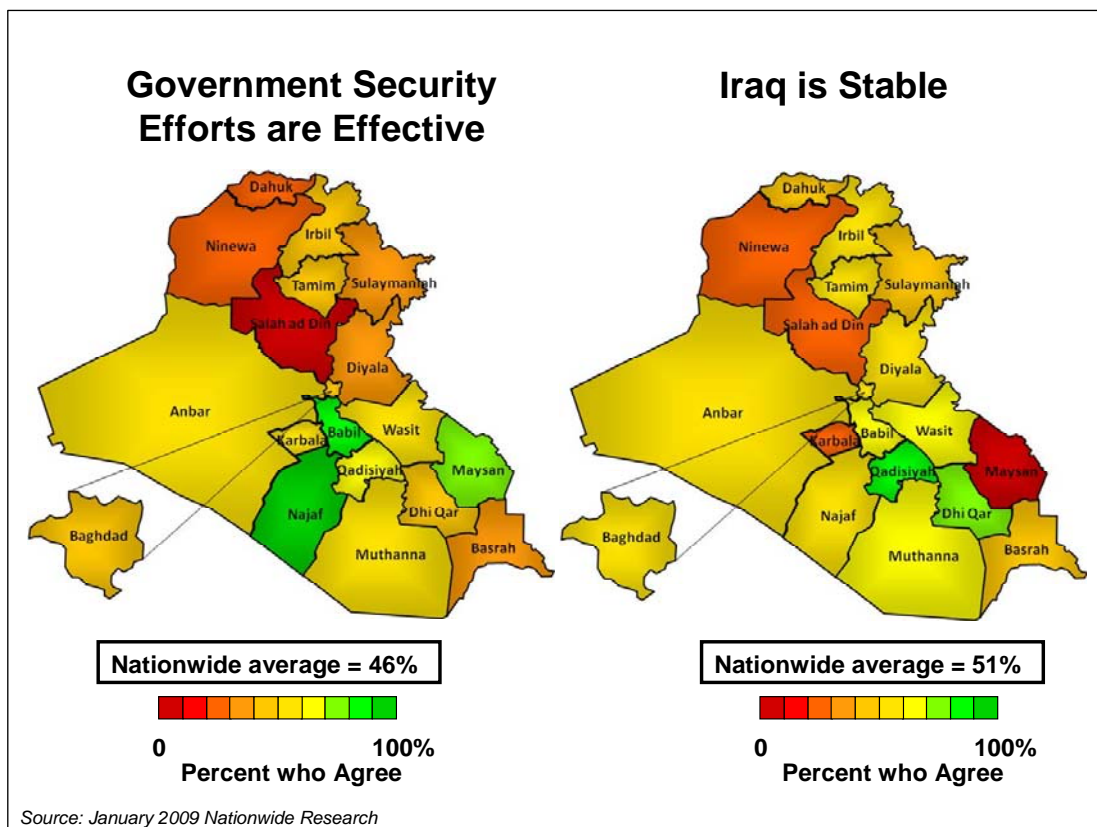 Government Security
Efforts are Effective
Dahuk
Ninewa
Irbil
Tamim
Sulaymaniah
Salah ad Din
Diyala
Anbar
Karbala
Babil
Wasit
Qadisiyah
Maysan
Najaf
Dhi Qar
Baghdad
Muthanna
Basrah
Nationwide average = 46%
0
100%
Percent who Agree
Iraq is Stable
Dahuk
Ninewa
Irbil
Tamim
Sulaymaniah
Salah ad Din
Diyala
Anbar
Karbala
Babil
Wasit
Qadisiyah
Maysan
Najaf
Dhi Qar
Baghdad
Muthanna
Basrah
Nationwide average = 51%
0
100%
Percent who Agree
Source: January 2009 Nationwide Research